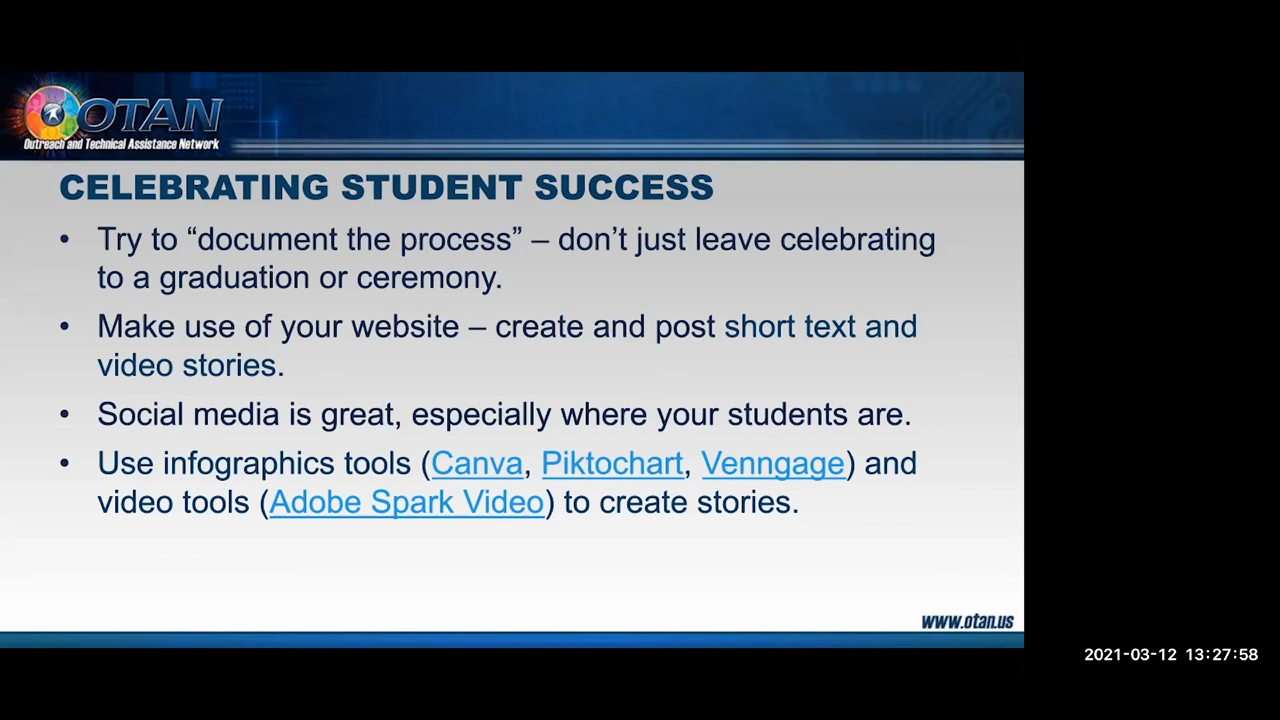 OTAN
Outreach and Technical Assistance Network
CELEBRATING STUDENT SUCCESS
• Try to “document the process” – don’t just leave celebrating
to a graduation or ceremony.
• Make use of your website – create and post short text and
video stories.
• Social media is great, especially where your students are.
• Use infographics tools (Canva, Piktochart, Venngage) and
video tools (Adobe Spark Video) to create stories.
www.otan.us
2021-03-12 13:27:58